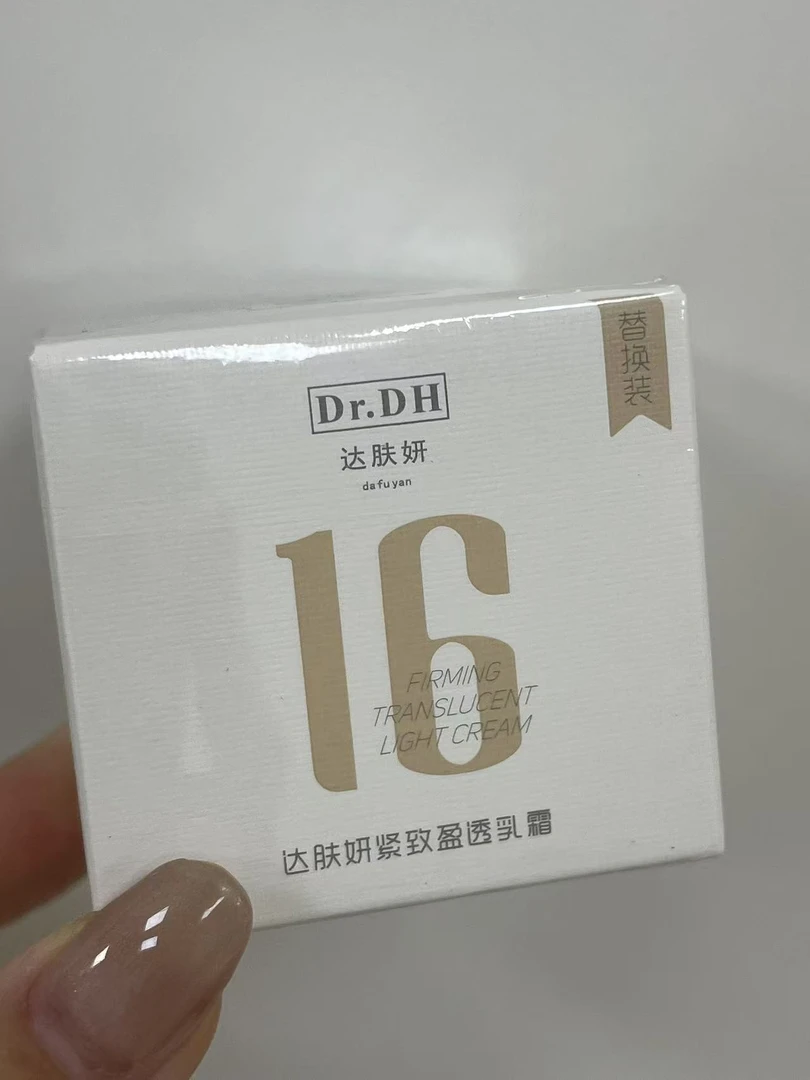 替换装
Dr.DH
达肤妍
dafuyan
16
FIRMING
TRANSLUCENT
LIGHT CREAM
达肤妍紧致盈透乳霜